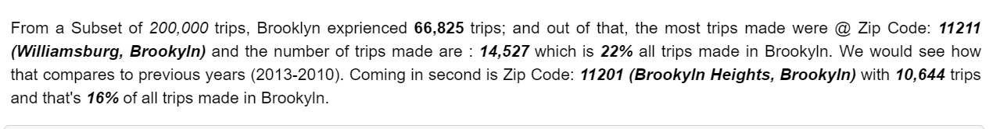 From a Subset of 200,000 trips, Brooklyn exprienced 66,825 trips; and out of that, the most trips made were @ Zip Code: 11211
(Williamsburg, Brookyln) and the number of trips made are : 14,527 which is 22% all trips made in Brookyln. We would see how
that compares to previous years (2013-2010). Coming in second is Zip Code: 11201 (Brookyln Heights, Brookyln) with 10,644 trips
and that's 16% of all trips made in Brookyln.